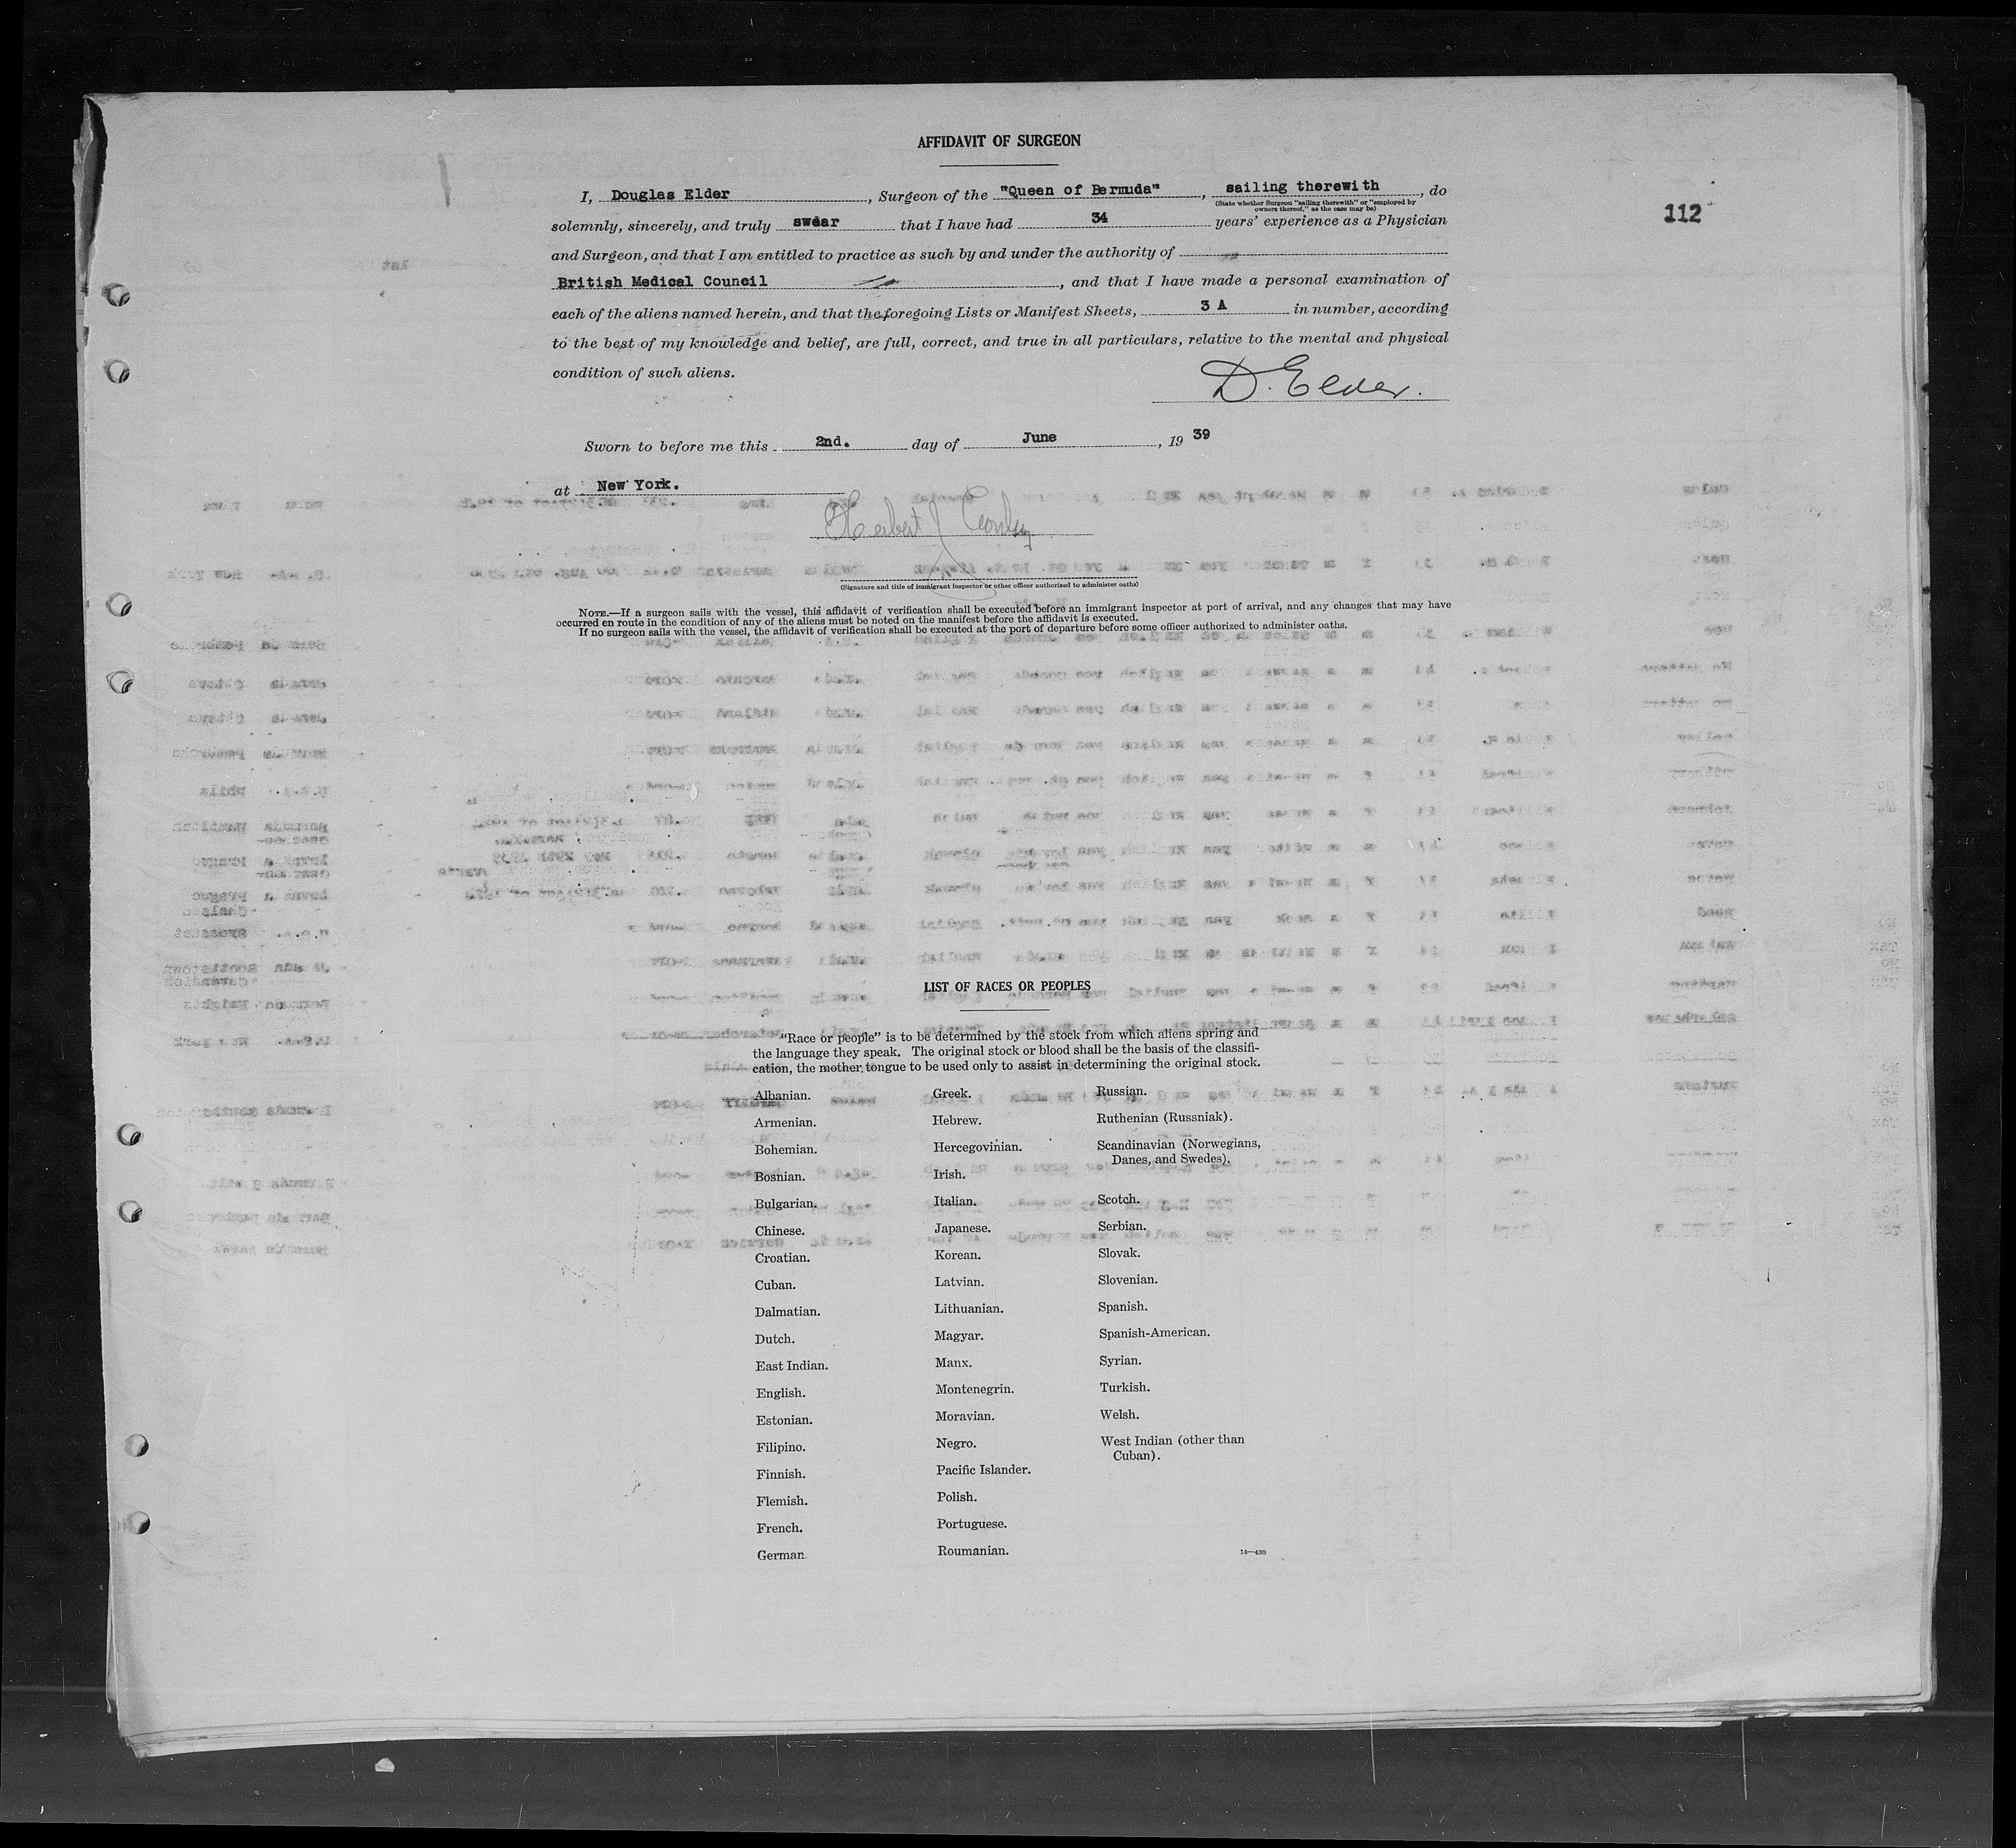 AFFIDAVIT OF SURGEON
I, Douglas Elder, Surgeon of the "Queen of Bermuda", sailing therewith, do
(State whether Surgeon "sailing therewith" or "employed by
owners thereof," as the case may be)
solemnly, sincerely, and truly swear that I have had 34 years' experience as a Physician
112
and Surgeon, and that I am entitled to practice as such by and under the authority of
British Medical Council, and that I have made a personal examination of
each of the aliens named herein, and that the foregoing Lists or Manifest Sheets, 3 A in number, according
to the best of my knowledge and belief, are full, correct, and true in all particulars, relative to the mental and physical
condition of such aliens.
D. Elder.
Sworn to before me this 2nd. day of June, 19 39
at New York.
Herbert J
(Signature and title of immigrant inspector or other officer authorized to administer oaths)
NOTE.—If a surgeon sails with the vessel, this affidavit of verification shall be executed before an immigrant inspector at port of arrival, and any changes that may have
occurred en route in the condition of any of the aliens must be noted on the manifest before the affidavit is executed.
If no surgeon sails with the vessel, the affidavit of verification shall be executed at the port of departure before some officer authorized to administer oaths.
LIST OF RACES OR PEOPLES
"Race or people" is to be determined by the stock from which aliens spring and
the language they speak. The original stock or blood shall be the basis of the classifi-
cation, the mother tongue to be used only to assist in determining the original stock.
Albanian.
Armenian.
Bohemian.
Bosnian.
Bulgarian.
Chinese.
Croatian.
Cuban.
Dalmatian.
Dutch.
East Indian.
English.
Estonian.
Filipino.
Finnish.
Flemish.
French.
German.
Greek.
Hebrew.
Hercegovinian.
Irish.
Italian.
Japanese.
Korean.
Latvian.
Lithuanian.
Magyar.
Manx.
Montenegrin.
Moravian.
Negro.
Pacific Islander.
Polish.
Portuguese.
Roumanian.
Russian.
Ruthenian (Russniak).
Scandinavian (Norwegians,
Danes, and Swedes).
Scotch.
Serbian.
Slovak.
Slovenian.
Spanish.
Spanish-American.
Syrian.
Turkish.
Welsh.
West Indian (other than
Cuban).
14—430